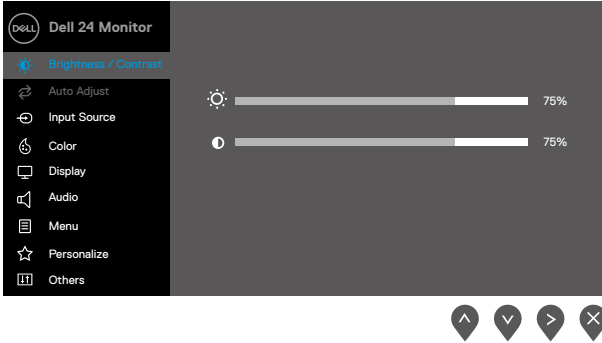 DELL Dell 24 Monitor
Brightness / Contrast
Auto Adjust
75%
Input Source
75%
Color
Display
Audio
Menu
Personalize
Others